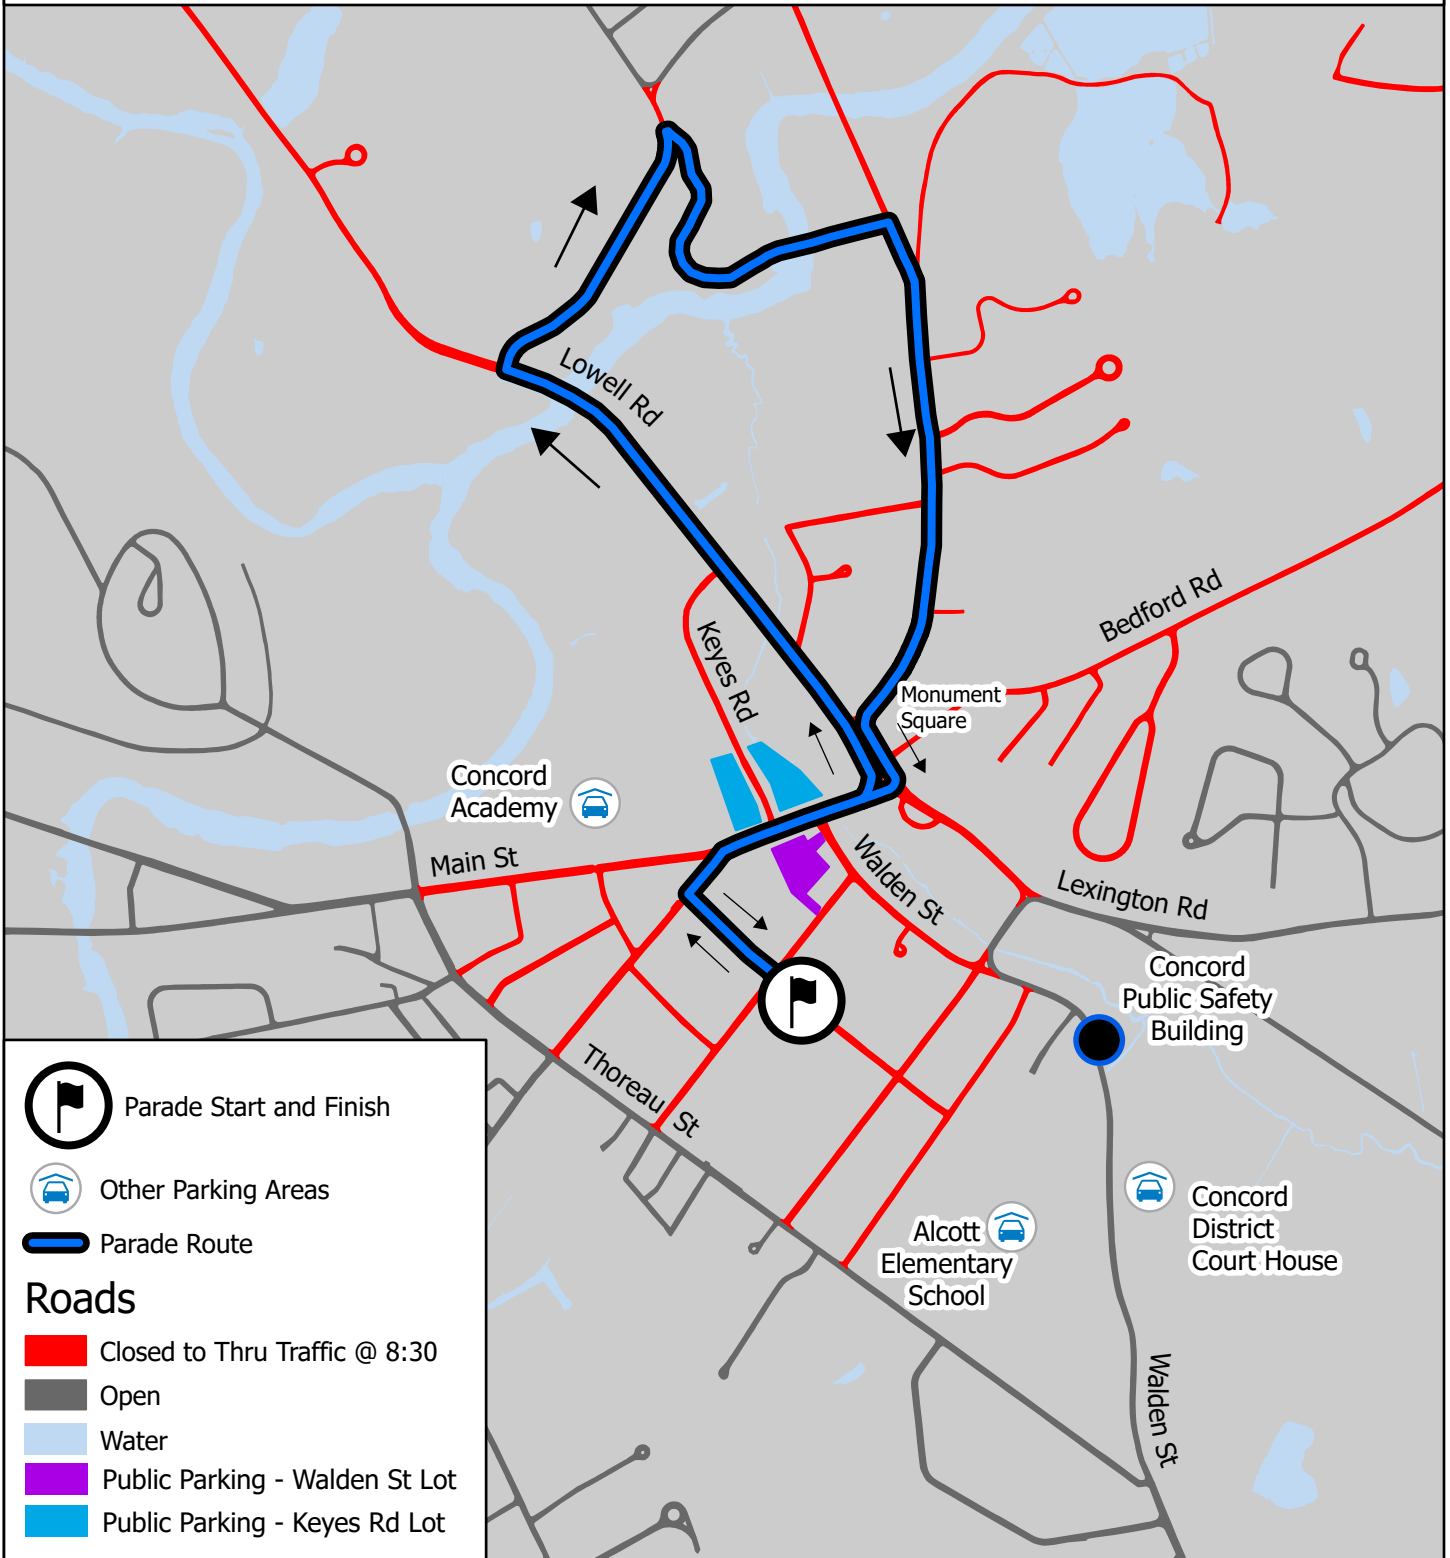 Lowell Rd
Keyes Rd
Bedford Rd
Monument
Square
Concord
Academy
Main St
Walden St
Lexington Rd
Concord
Public Safety
Building
Thoreau St
Concord
District
Court House
Alcott
Elementary
School
Walden St
Parade Start and Finish
Other Parking Areas
Parade Route
Roads
Closed to Thru Traffic @ 8:30
Open
Water
Public Parking - Walden St Lot
Public Parking - Keyes Rd Lot